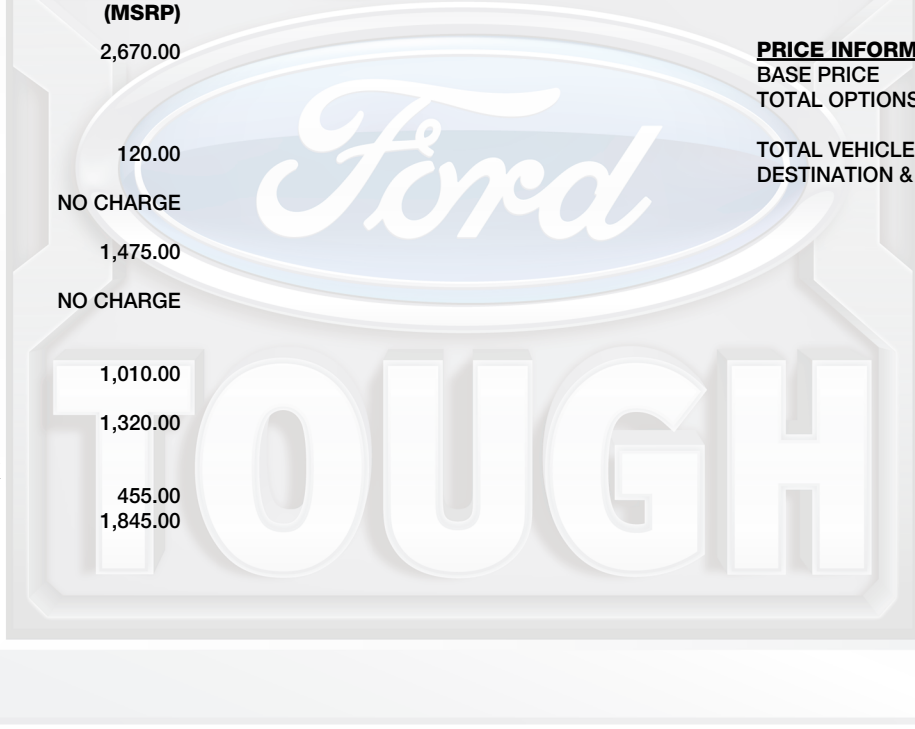 (MSRP)
2,670.00
120.00
NO CHARGE
1,475.00
NO CHARGE
1,010.00
1,320.00
455.00
1,845.00
PRICE INFORM
BASE PRICE
TOTAL OPTIONS
TOTAL VEHICLE
DESTINATION &
Ford
TOUGH